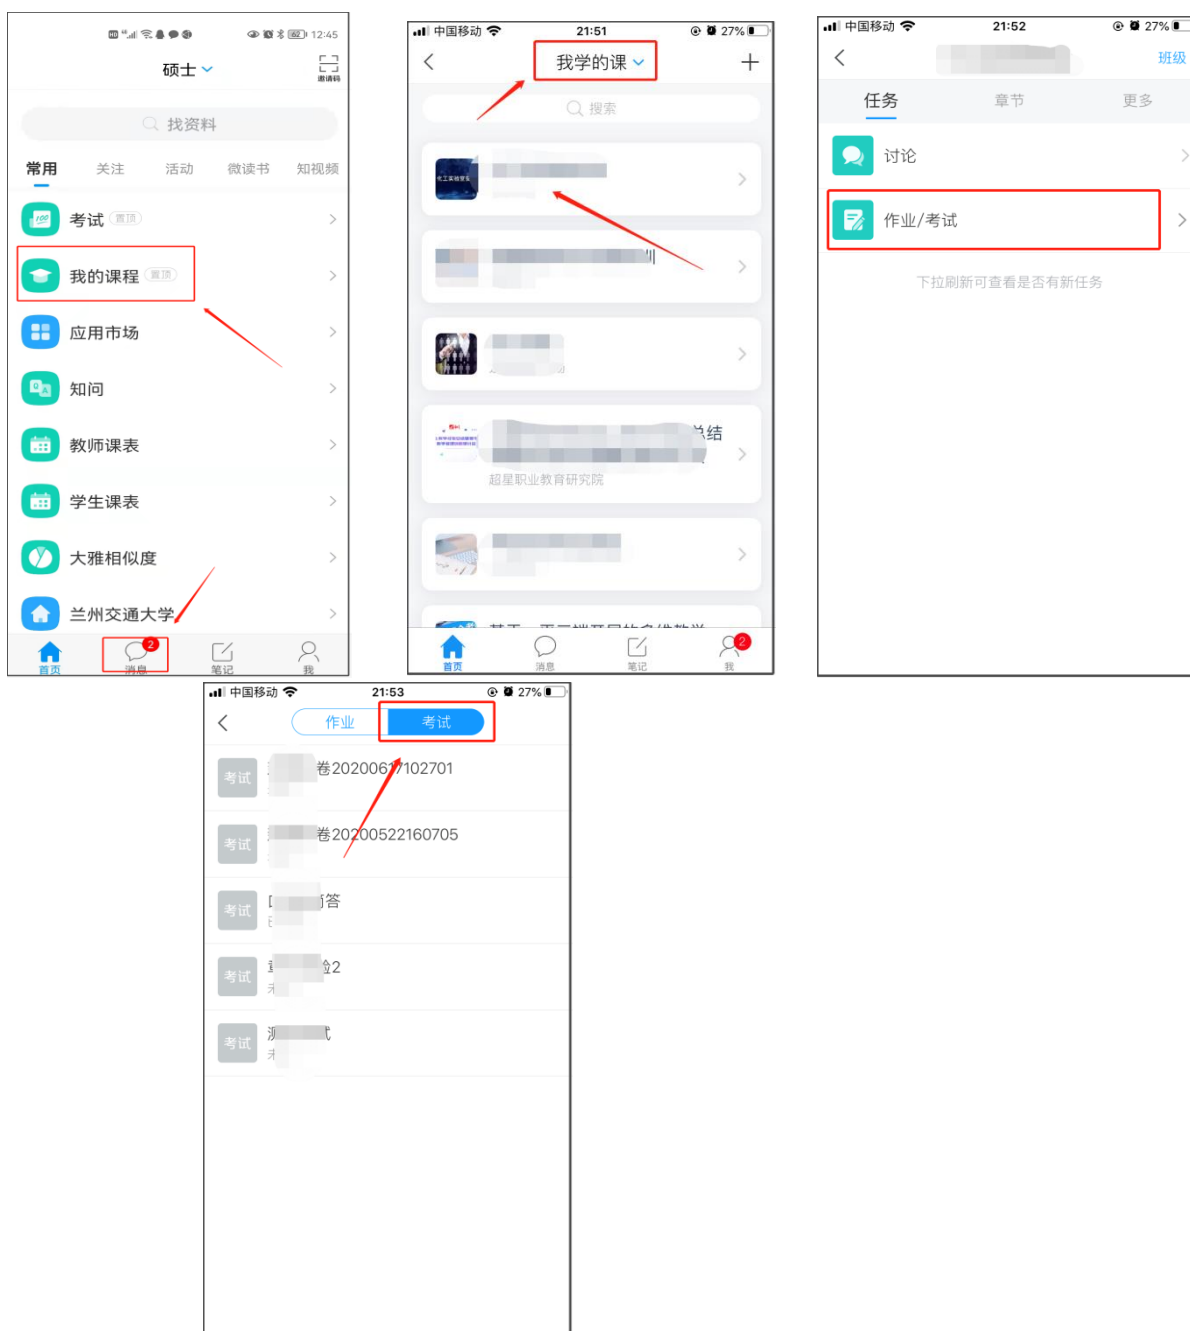 12:45
硕士
邀请码
找资料
常用 关注 活动 微读书 知视频
考试 置顶
我的课程 置顶
应用市场
知问
教师课表
学生课表
大雅相似度
兰州交通大学
2
首页 消息 笔记 我
中国移动 21:51 27%
我学的课
搜索
总结
超星职业教育研究院
2
首页 消息 笔记 我
中国移动 21:52 27%
班级
任务 章节 更多
讨论
作业/考试
下拉刷新可查看是否有新任务
中国移动 21:53 27%
作业 考试
考试 卷20200617102701
考试 卷20200522160705
考试 答
考试 验2
考试 测 试